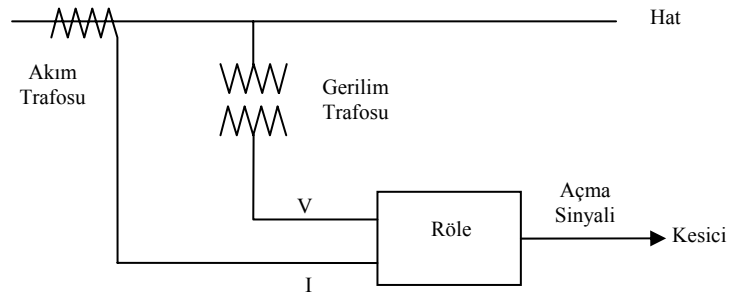 Hat
Akım
Trafosu
Gerilim
Trafosu
V
Röle
Açma
Sinyali
Kesici
I